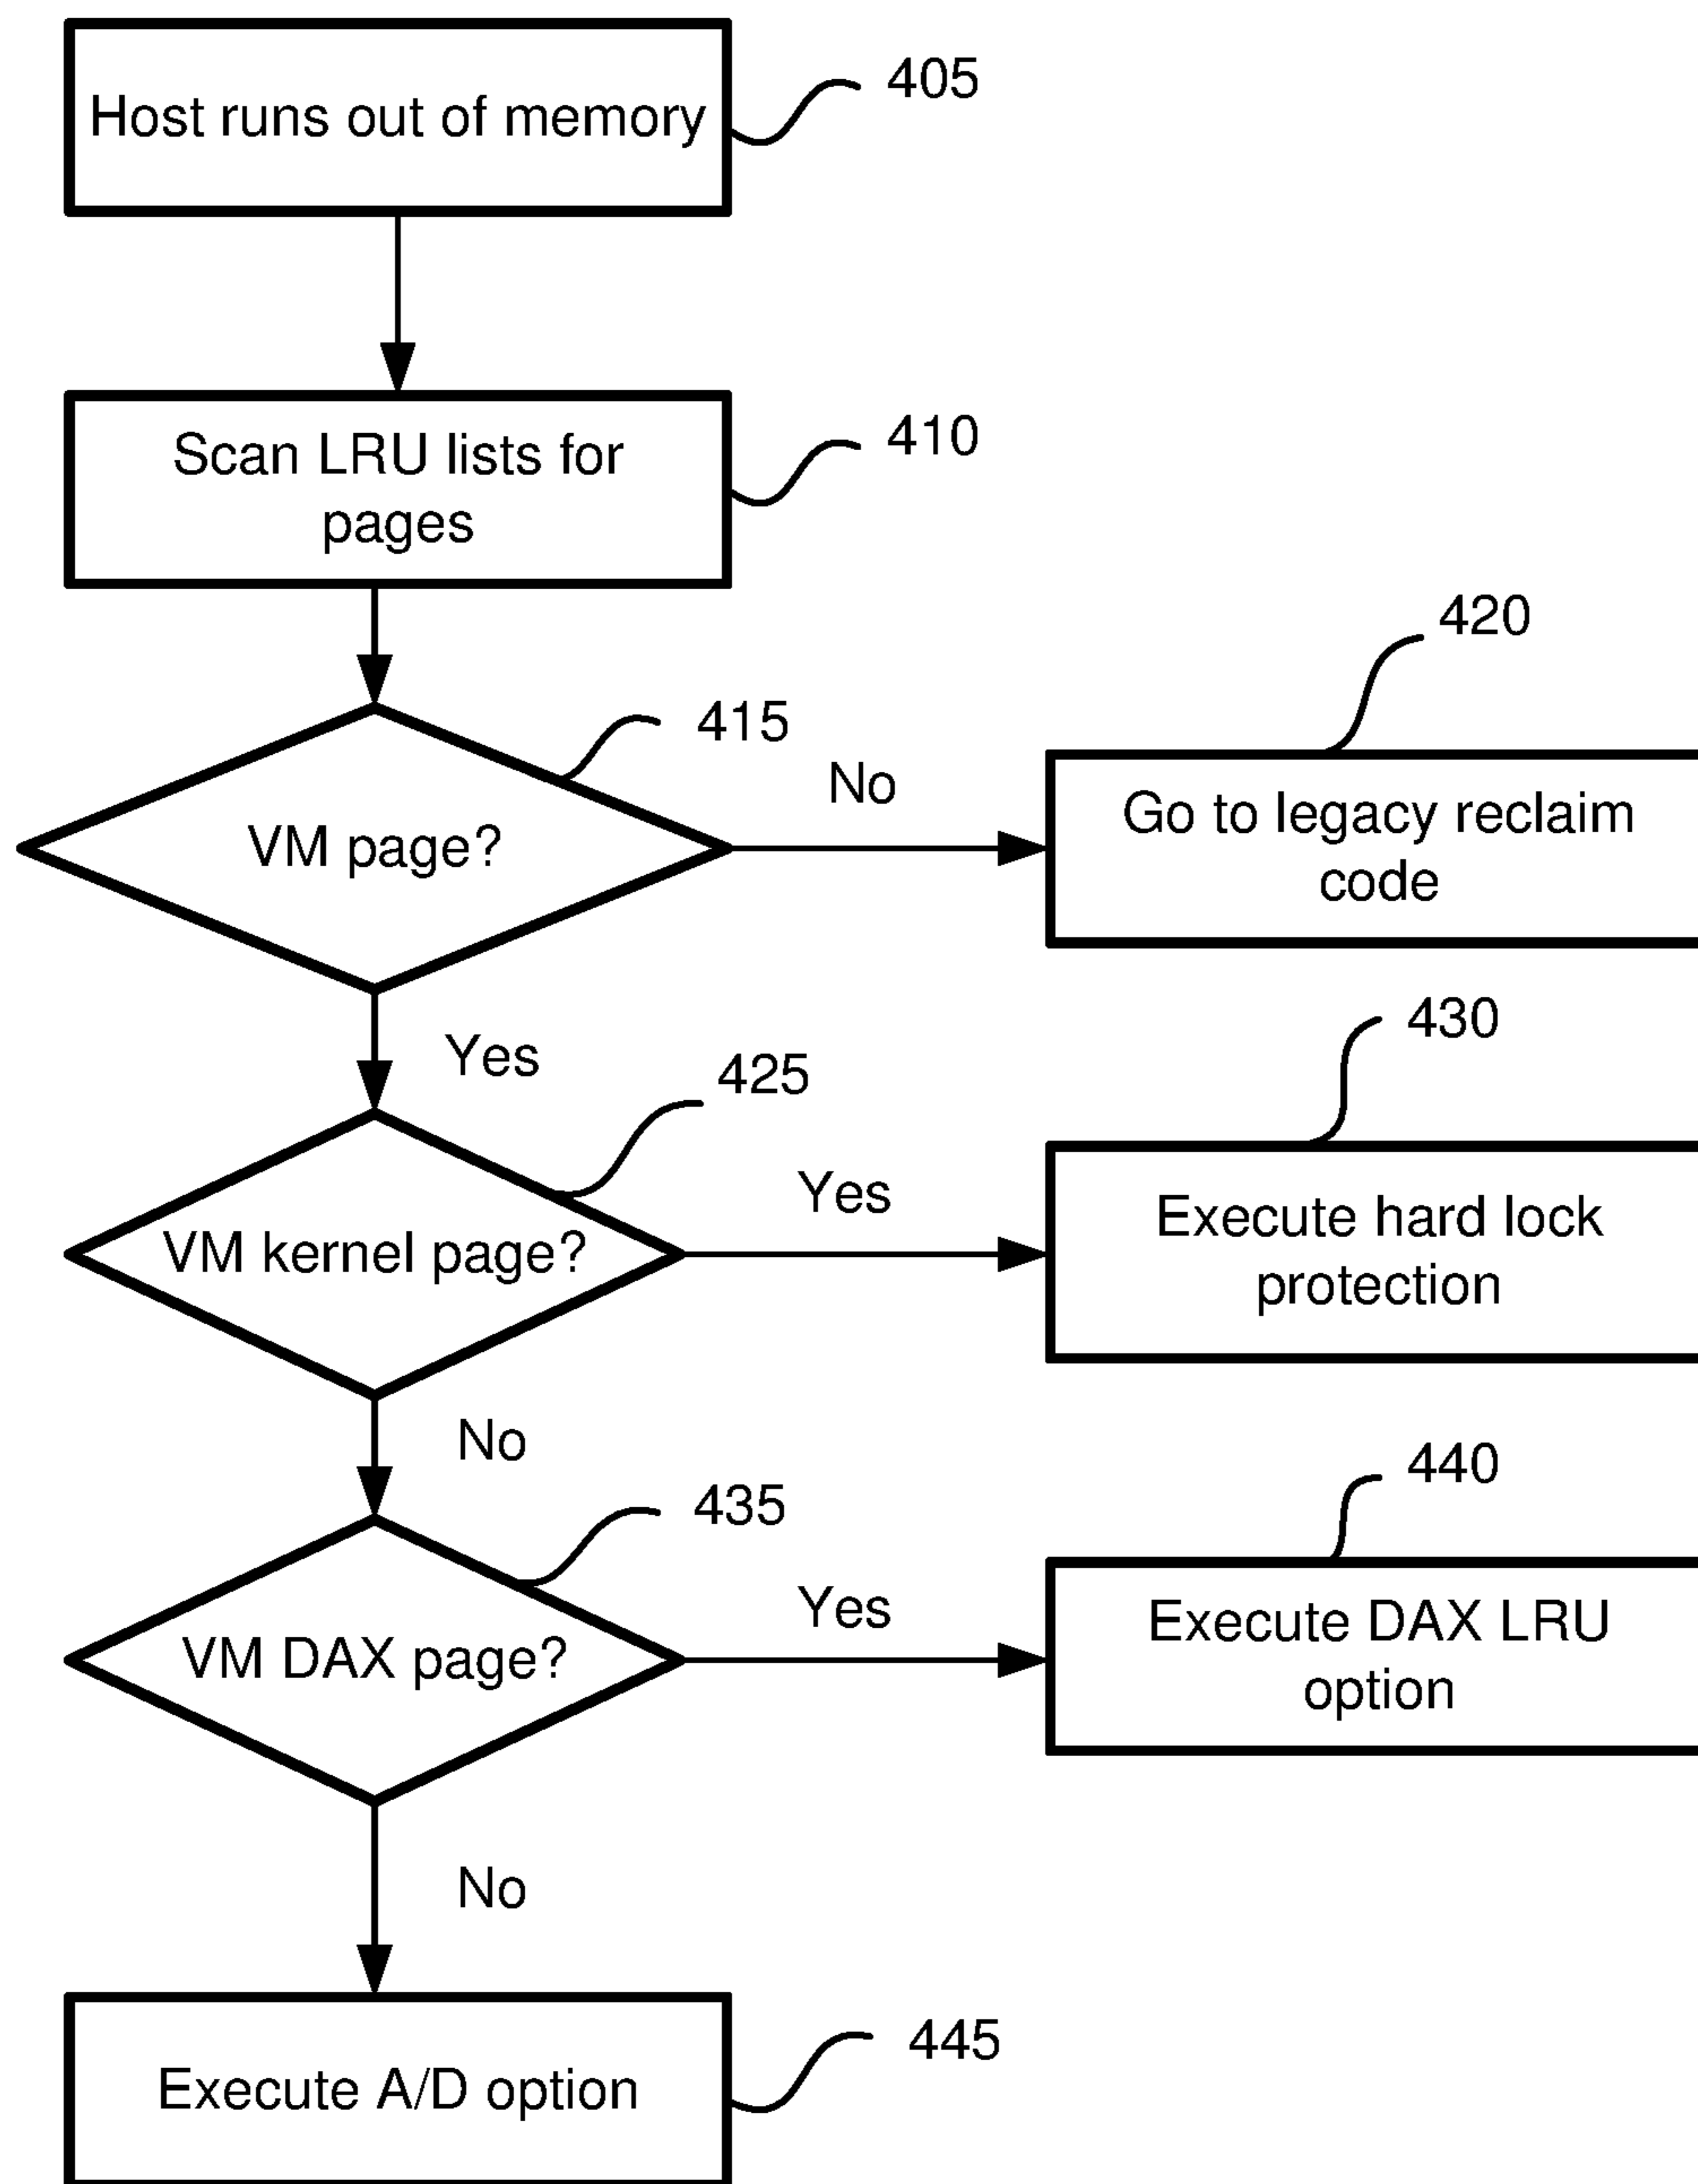 Host runs out of memory
405
Scan LRU lists for
pages
410
415
VM page?
No
420
Go to legacy reclaim
code
Yes
425
VM kernel page?
Yes
430
Execute hard lock
protection
No
435
VM DAX page?
Yes
440
Execute DAX LRU
option
No
Execute A/D option
445